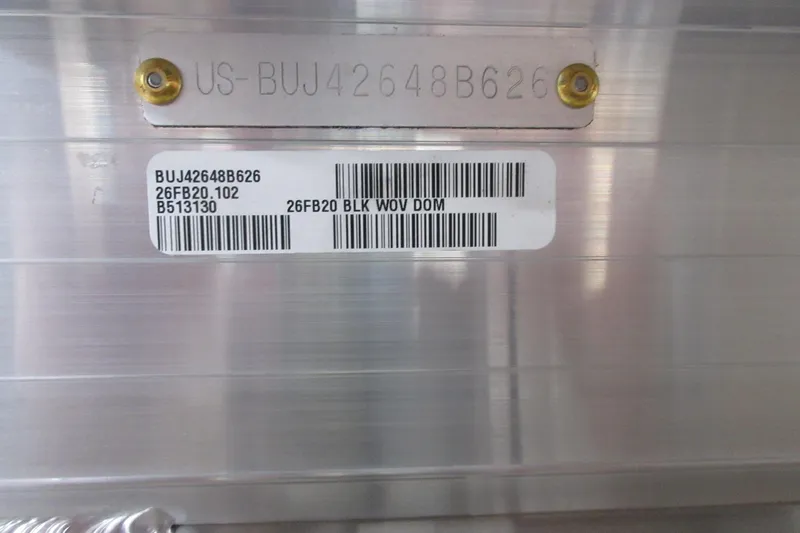 US-BUJ42648B626
BUJ42648B626
26FB20.102
B513130
26FB20 BLK WOV DOM